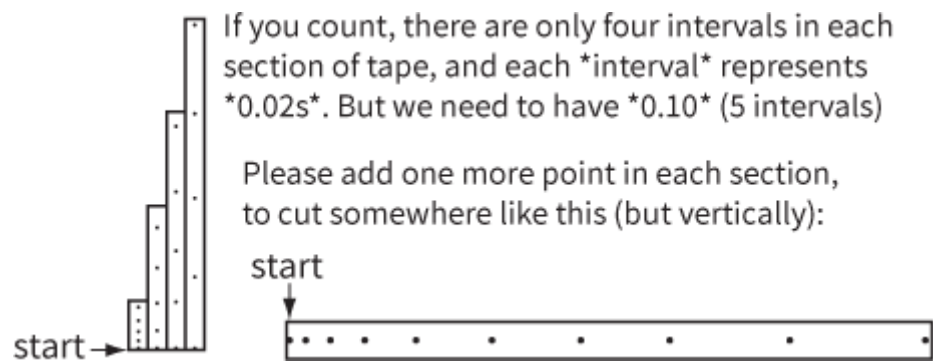 If you count, there are only four intervals in each
section of tape, and each *interval* represents
*0.02s*. But we need to have *0.10* (5 intervals)
Please add one more point in each section,
to cut somewhere like this (but vertically):
start
start